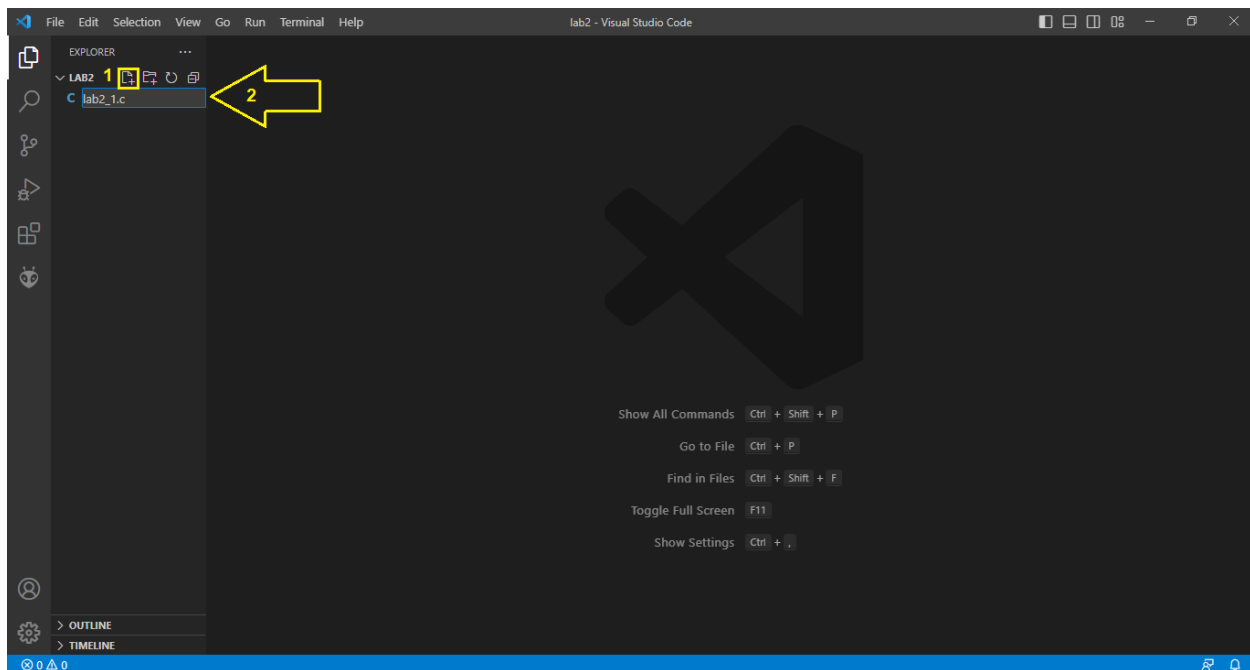 File Edit Selection View Go Run Terminal Help
lab2 - Visual Studio Code
EXPLORER ...
LAB2 1
C lab2_1.c
2
Show All Commands Ctrl + Shift + P
Go to File Ctrl + P
Find in Files Ctrl + Shift + F
Toggle Full Screen F11
Show Settings Ctrl + ,
OUTLINE
TIMELINE
0 0